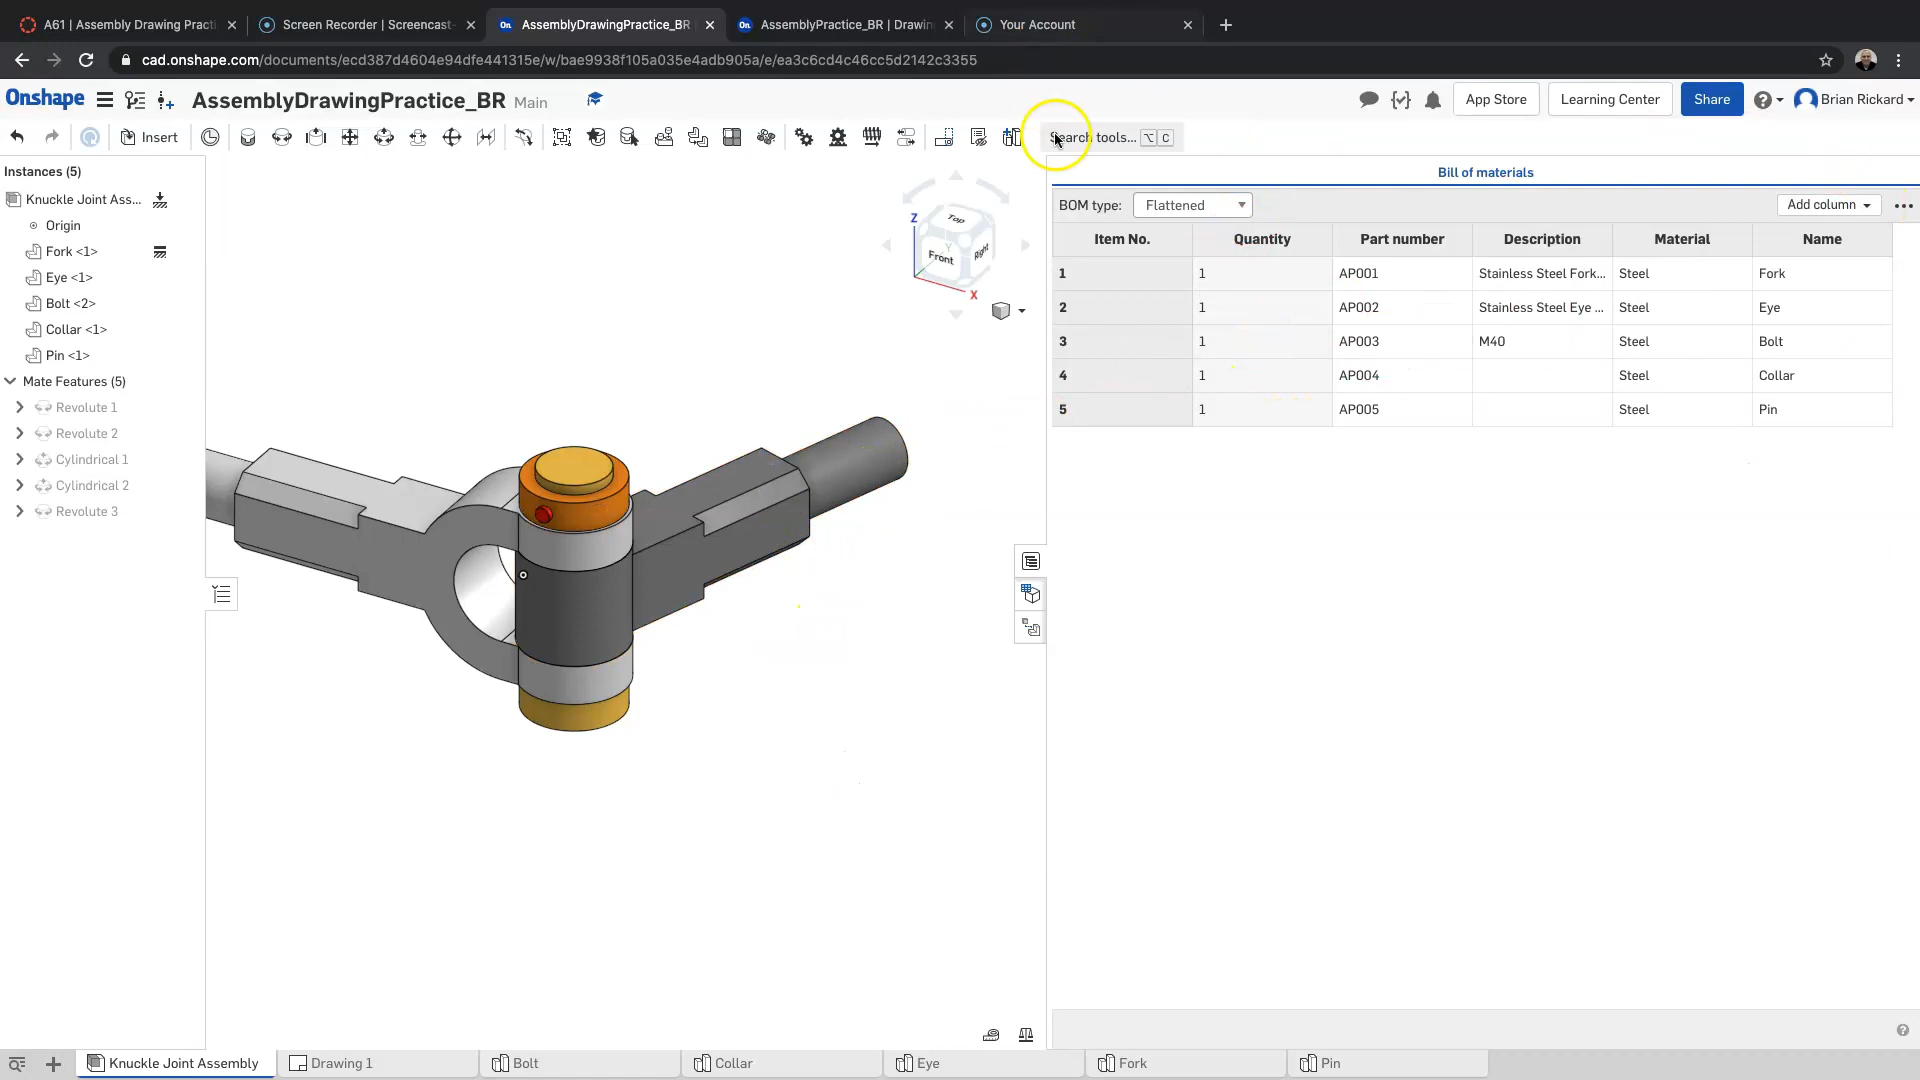 A61 | Assembly Drawing Practi
Screen Recorder | Screencast-
AssemblyDrawingPractice_BR
AssemblyPractice_BR | Drawin
Your Account
cad.onshape.com/documents/ecd387d4604e94dfe441315e/w/bae9938f105a035e4adb905a/e/ea3c6cd4c46cc5d2142c3355
Onshape
AssemblyDrawingPractice_BR Main
App Store
Learning Center
Share
Brian Rickard
Insert
Search tools... ⌥ C
Instances (5)
Knuckle Joint Ass...
Origin
Fork <1>
Eye <1>
Bolt <2>
Collar <1>
Pin <1>
Mate Features (5)
Revolute 1
Revolute 2
Cylindrical 1
Cylindrical 2
Revolute 3
Top
Front
Right
Z
Y
X
Bill of materials
BOM type: Flattened
Add column
Item No. Quantity Part number Description Material Name
1 1 AP001 Stainless Steel Fork... Steel Fork
2 1 AP002 Stainless Steel Eye ... Steel Eye
3 1 AP003 M40 Steel Bolt
4 1 AP004 Steel Collar
5 1 AP005 Steel Pin
Knuckle Joint Assembly
Drawing 1
Bolt
Collar
Eye
Fork
Pin